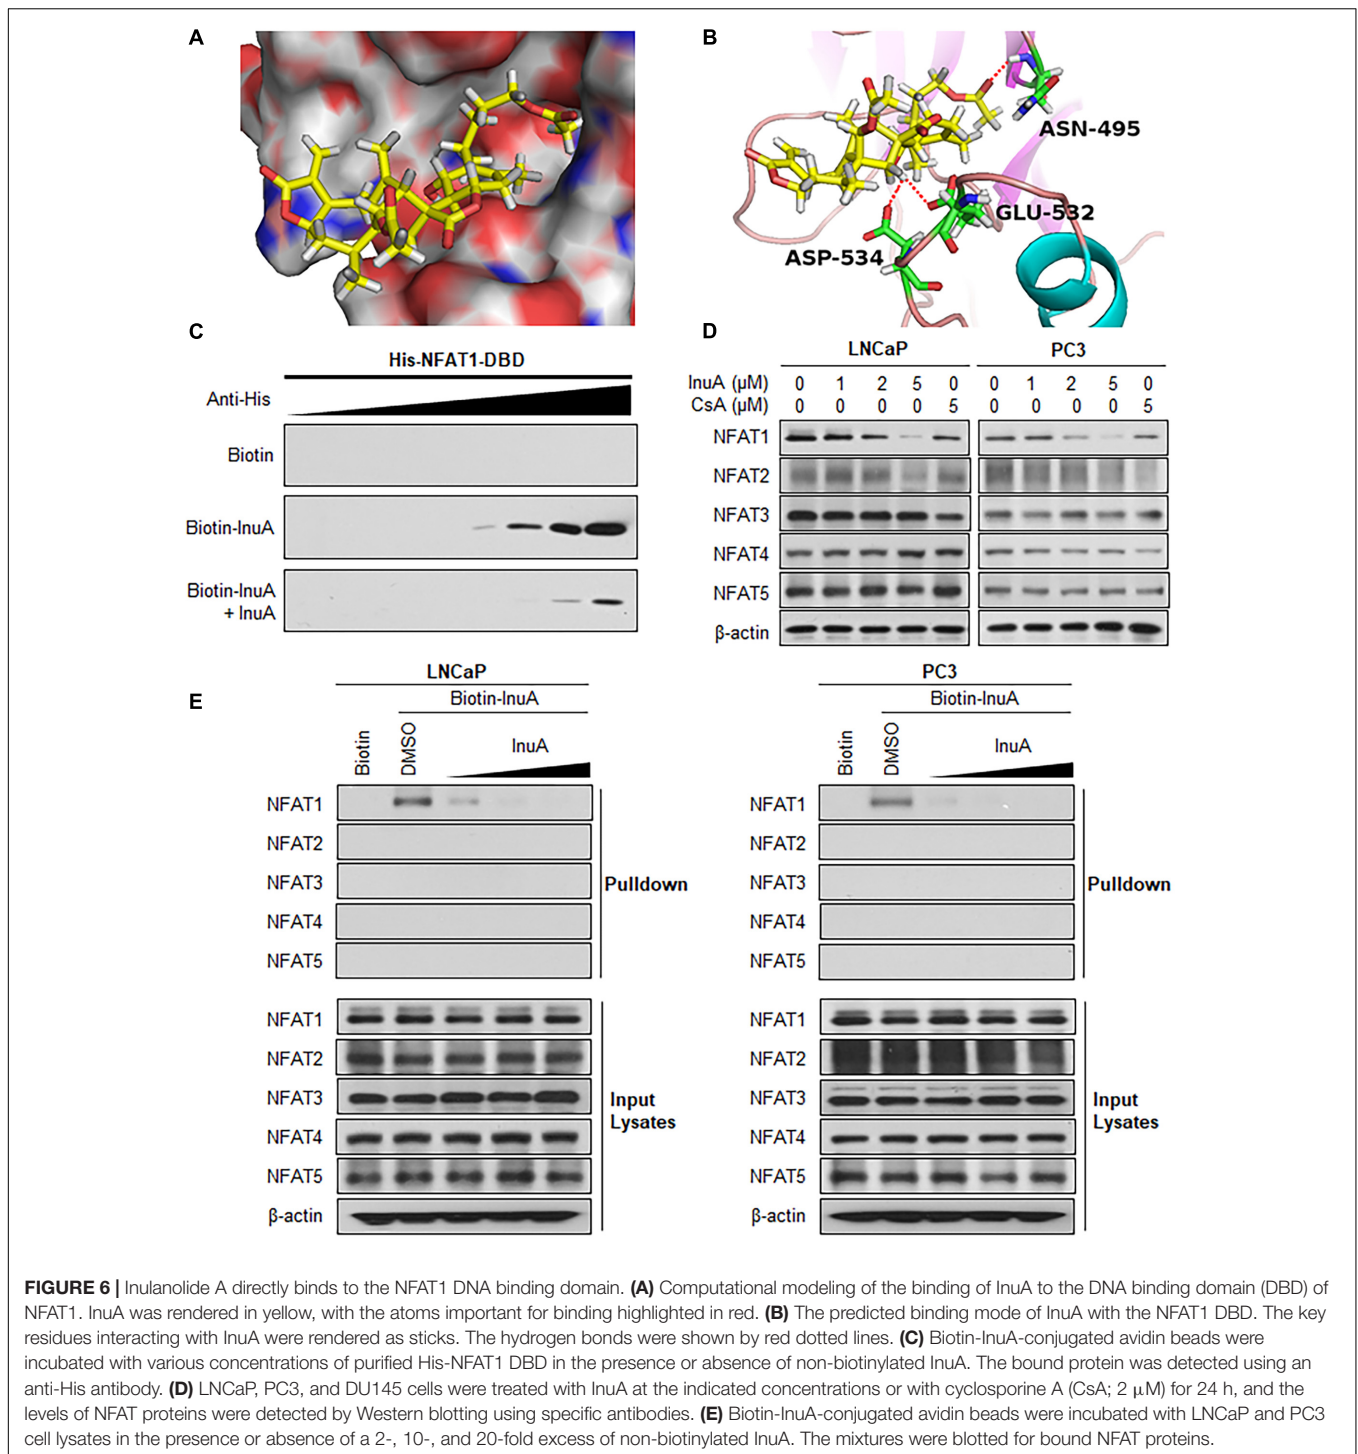 A
B
ASN-495
GLU-532
ASP-534
C
His-NFAT1-DBD
Anti-His
Biotin
Biotin-InuA
Biotin-InuA
+ InuA
D
LNCaP PC3
InuA (µM) 0 1 2 5 0 0 1 2 5 0
CsA (µM) 0 0 0 0 5 0 0 0 0 5
NFAT1
NFAT2
NFAT3
NFAT4
NFAT5
β-actin
E
LNCaP
Biotin-InuA
Biotin
DMSO
InuA
NFAT1
NFAT2
NFAT3
NFAT4
NFAT5
Pulldown
NFAT1
NFAT2
NFAT3
NFAT4
NFAT5
β-actin
Input
Lysates
PC3
Biotin-InuA
Biotin
DMSO
InuA
NFAT1
NFAT2
NFAT3
NFAT4
NFAT5
Pulldown
NFAT1
NFAT2
NFAT3
NFAT4
NFAT5
β-actin
Input
Lysates
FIGURE 6 | Inulanolide A directly binds to the NFAT1 DNA binding domain. (A) Computational modeling of the binding of InuA to the DNA binding domain (DBD) of
NFAT1. InuA was rendered in yellow, with the atoms important for binding highlighted in red. (B) The predicted binding mode of InuA with the NFAT1 DBD. The key
residues interacting with InuA were rendered as sticks. The hydrogen bonds were shown by red dotted lines. (C) Biotin-InuA-conjugated avidin beads were
incubated with various concentrations of purified His-NFAT1 DBD in the presence or absence of non-biotinylated InuA. The bound protein was detected using an
anti-His antibody. (D) LNCaP, PC3, and DU145 cells were treated with InuA at the indicated concentrations or with cyclosporine A (CsA; 2 µM) for 24 h, and the
levels of NFAT proteins were detected by Western blotting using specific antibodies. (E) Biotin-InuA-conjugated avidin beads were incubated with LNCaP and PC3
cell lysates in the presence or absence of a 2-, 10-, and 20-fold excess of non-biotinylated InuA. The mixtures were blotted for bound NFAT proteins.